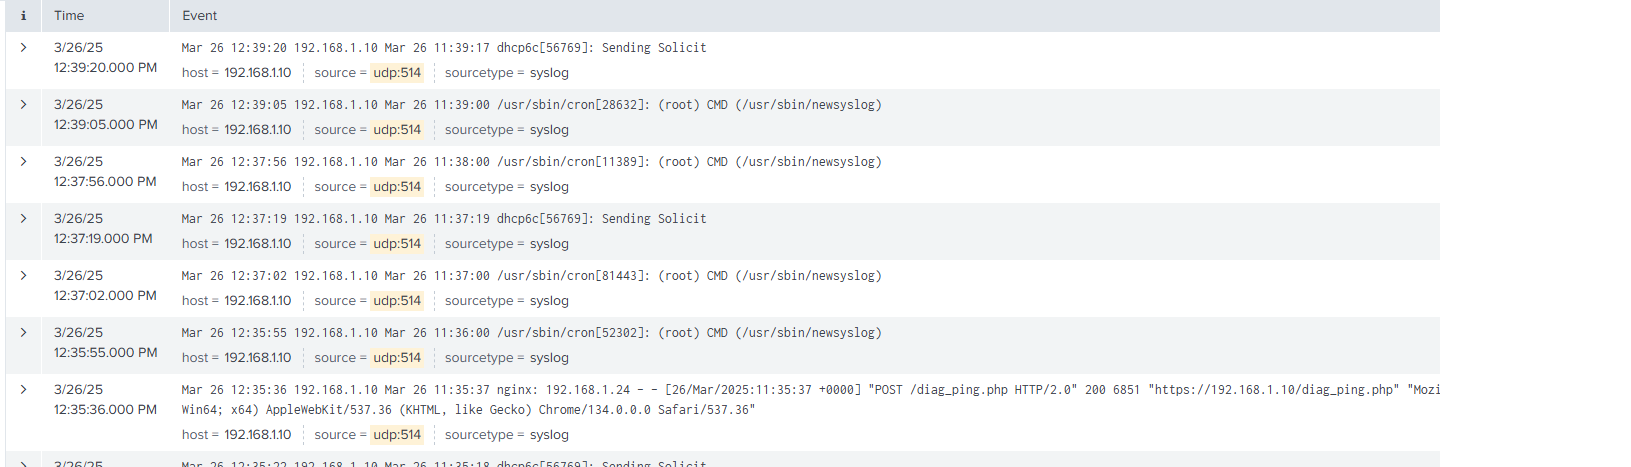 i Time Event
3/26/25 Mar 26 12:39:20 192.168.1.10 Mar 26 11:39:17 dhcp6c[56769]: Sending Solicit
12:39:20.000 PM host = 192.168.1.10 source = udp:514 sourcetype = syslog
3/26/25 Mar 26 12:39:05 192.168.1.10 Mar 26 11:39:00 /usr/sbin/cron[28632]: (root) CMD (/usr/sbin/newsyslog)
12:39:05.000 PM host = 192.168.1.10 source = udp:514 sourcetype = syslog
3/26/25 Mar 26 12:37:56 192.168.1.10 Mar 26 11:38:00 /usr/sbin/cron[11389]: (root) CMD (/usr/sbin/newsyslog)
12:37:56.000 PM host = 192.168.1.10 source = udp:514 sourcetype = syslog
3/26/25 Mar 26 12:37:19 192.168.1.10 Mar 26 11:37:19 dhcp6c[56769]: Sending Solicit
12:37:19.000 PM host = 192.168.1.10 source = udp:514 sourcetype = syslog
3/26/25 Mar 26 12:37:02 192.168.1.10 Mar 26 11:37:00 /usr/sbin/cron[81443]: (root) CMD (/usr/sbin/newsyslog)
12:37:02.000 PM host = 192.168.1.10 source = udp:514 sourcetype = syslog
3/26/25 Mar 26 12:35:55 192.168.1.10 Mar 26 11:36:00 /usr/sbin/cron[52302]: (root) CMD (/usr/sbin/newsyslog)
12:35:55.000 PM host = 192.168.1.10 source = udp:514 sourcetype = syslog
3/26/25 Mar 26 12:35:36 192.168.1.10 Mar 26 11:35:37 nginx: 192.168.1.24 - - [26/Mar/2025:11:35:37 +0000] "POST /diag_ping.php HTTP/2.0" 200 6851 "https://192.168.1.10/diag_ping.php" "Mozi
12:35:36.000 PM Win64; x64) AppleWebKit/537.36 (KHTML, like Gecko) Chrome/134.0.0.0 Safari/537.36"
host = 192.168.1.10 source = udp:514 sourcetype = syslog
3/26/25 Mar 26 12:35:22 192.168.1.10 Mar 26 11:35:18 dhcp6c[56769]: Sending Solicit